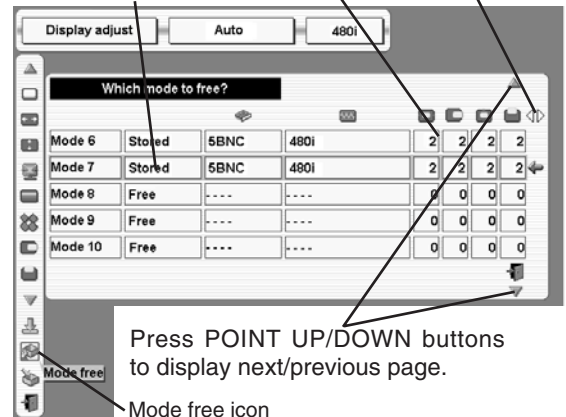 Display adjust Auto 480i
Which mode to free?
Mode 6 Stored 5BNC 480i 2 2 2 2
Mode 7 Stored 5BNC 480i 2 2 2 2
Mode 8 Free ---- ---- 0 0 0 0
Mode 9 Free ---- ---- 0 0 0 0
Mode 10 Free ---- ---- 0 0 0 0
Press POINT UP/DOWN buttons
to display next/previous page.
Mode free
Mode free icon